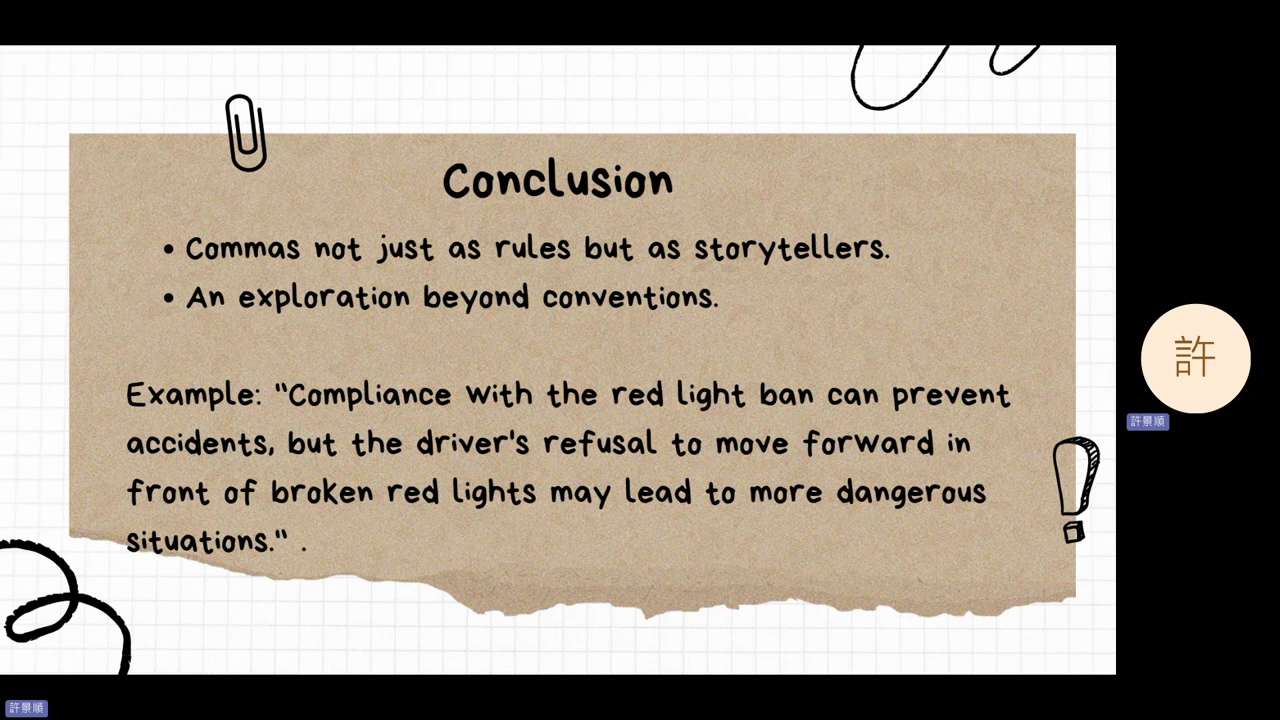 Conclusion
• Commas not just as rules but as storytellers.
• An exploration beyond conventions.
Example: "Compliance with the red light ban can prevent
accidents, but the driver's refusal to move forward in
front of broken red lights may lead to more dangerous
situations." .
許
許景順
許景順